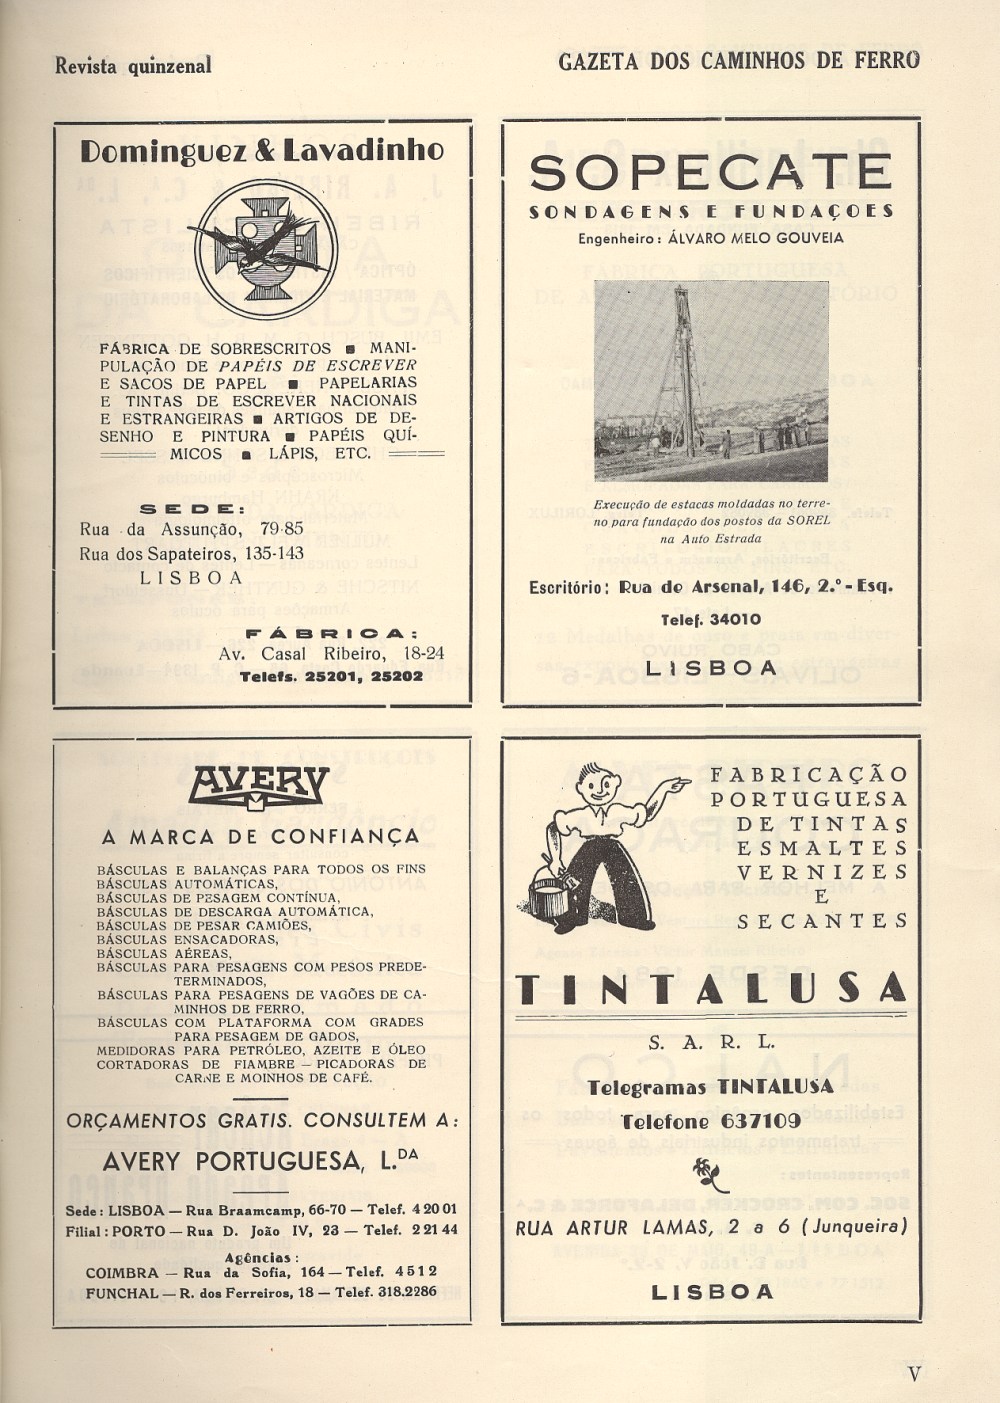 Revista quinzenal
GAZETA DOS CAMINHOS DE FERRO
Dominguez & Lavadinho
FÁBRICA DE SOBRESCRITOS ■ MANI-
PULAÇÃO DE PAPÉIS DE ESCREVER
E SACOS DE PAPEL ■ PAPELARIAS
E TINTAS DE ESCREVER NACIONAIS
E ESTRANGEIRAS ■ ARTIGOS DE DE-
SENHO E PINTURA ■ PAPÉIS QUÍ-
MICOS ■ LÁPIS, ETC.
SEDE:
Rua da Assunção, 79-85
Rua dos Sapateiros, 135-143
LISBOA
FÁBRICA:
Av. Casal Ribeiro, 18-24
Telefs. 25201, 25202
SOPECATE
SONDAGENS E FUNDAÇOES
Engenheiro: ÁLVARO MELO GOUVEIA
Execução de estacas moldadas no terre-
no para fundação dos postos da SOREL
na Auto Estrada
Escritório: Rua de Arsenal, 146, 2.º-Esq.
Telef. 34010
LISBOA
AVERY
A MARCA DE CONFIANÇA
BÁSCULAS E BALANÇAS PARA TODOS OS FINS
BÁSCULAS AUTOMÁTICAS,
BÁSCULAS DE PESAGEM CONTÍNUA,
BÁSCULAS DE DESCARGA AUTOMÁTICA,
BÁSCULAS DE PESAR CAMIÕES,
BÁSCULAS ENSACADORAS,
BÁSCULAS AÉREAS,
BÁSCULAS PARA PESAGENS COM PESOS PREDE-
TERMINADOS,
BÁSCULAS PARA PESAGENS DE VAGÕES DE CA-
MINHOS DE FERRO,
BÁSCULAS COM PLATAFORMA COM GRADES
PARA PESAGEM DE GADOS,
MEDIDORAS PARA PETRÓLEO, AZEITE E ÓLEO
CORTADORAS DE FIAMBRE — PICADORAS DE
CARNE E MOINHOS DE CAFÉ.
ORÇAMENTOS GRATIS. CONSULTEM A:
AVERY PORTUGUESA, L.DA
Sede: LISBOA — Rua Braamcamp, 66-70 — Telef. 4 20 01
Filial: PORTO — Rua D. João IV, 23 — Telef. 2 21 44
Agências:
COIMBRA — Rua da Sofia, 164 — Telef. 4512
FUNCHAL — R. dos Ferreiros, 18 — Telef. 318.2286
FABRICAÇÃO
PORTUGUESA
DE TINTAS
ESMALTES
VERNIZES
E
SECANTES
TINTALUSA
S. A. R. L.
Telegramas TINTALUSA
Telefone 637109
RUA ARTUR LAMAS, 2 a 6 (Junqueira)
LISBOA
V